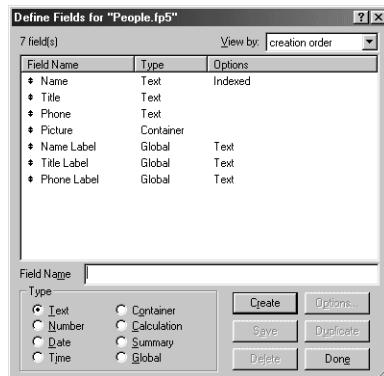 Define Fields for "People.fp5"
7 field(s) View by: creation order
Field Name Type Options
Name Text Indexed
Title Text
Phone Text
Picture Container
Name Label Global Text
Title Label Global Text
Phone Label Global Text
Field Name
Type
Text Container Create Options...
Number Calculation Save Duplicate
Date Summary Delete Done
Time Global